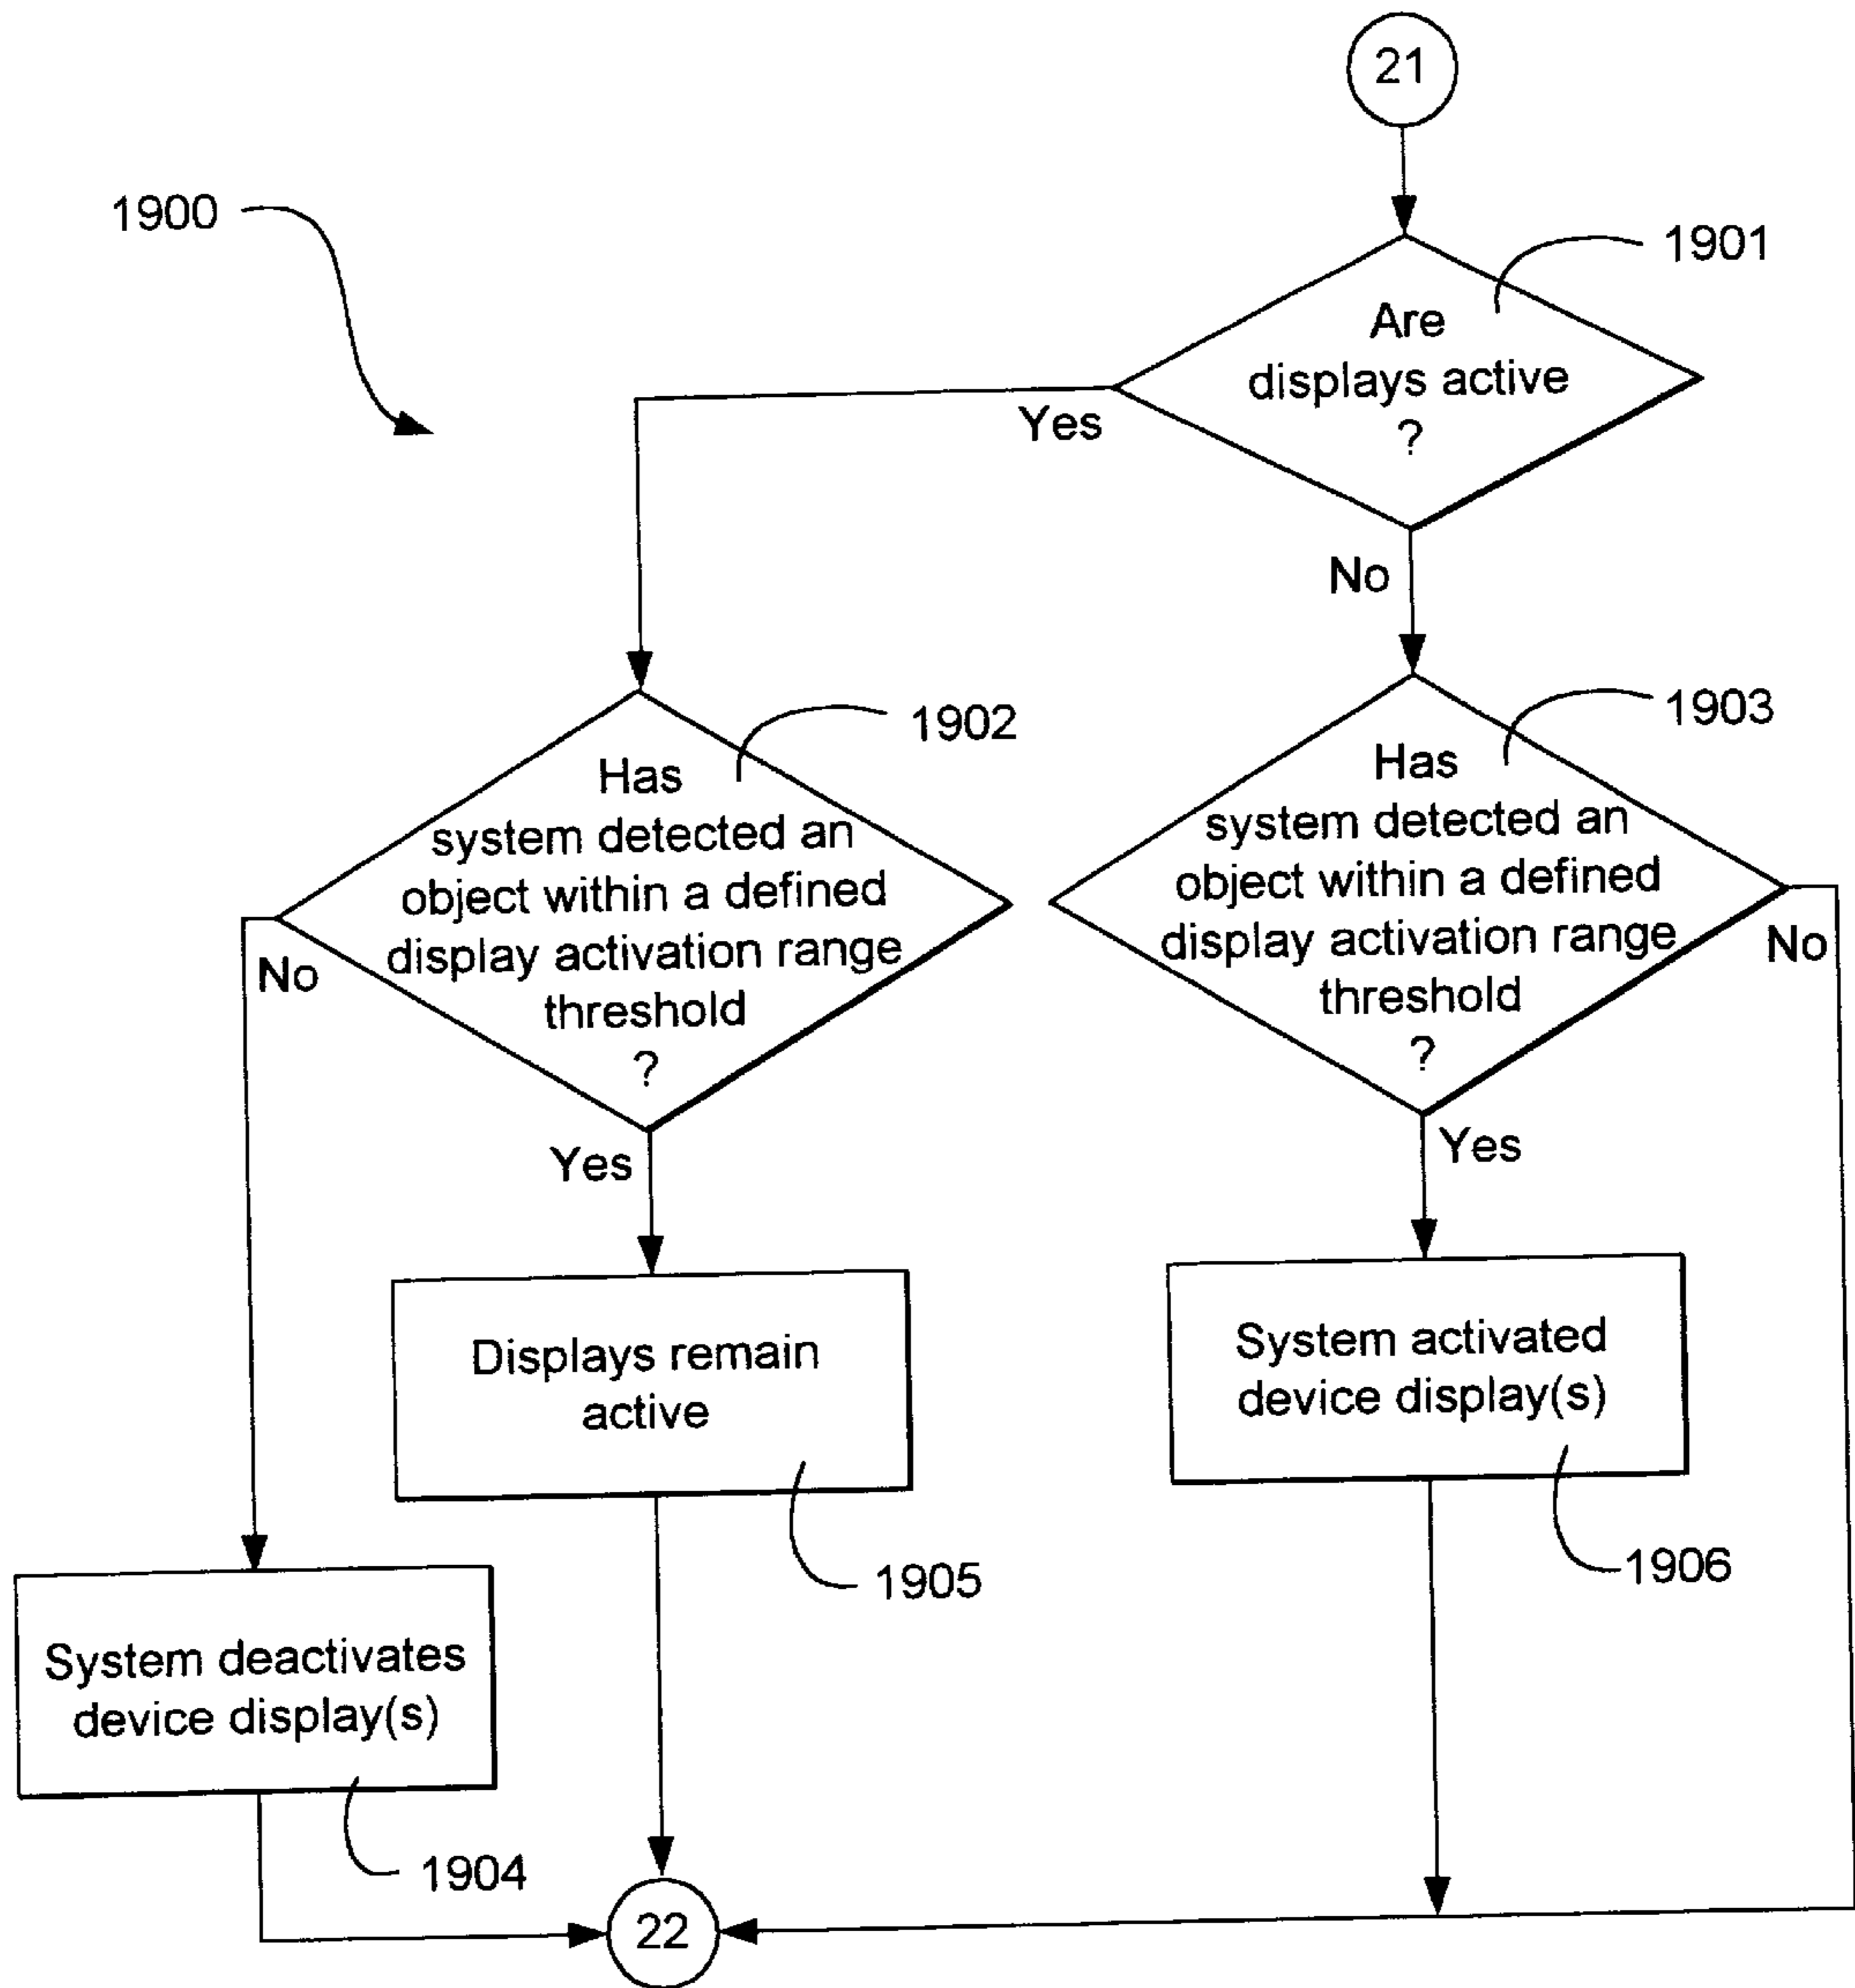 21
1900
1901
Are
displays active
?
Yes
No
1902
1903
Has
system detected an
object within a defined
display activation range
threshold
?
Has
system detected an
object within a defined
display activation range
threshold
?
No
No
Yes
Yes
Displays remain
active
System activated
device display(s)
1905
1906
System deactivates
device display(s)
1904
22